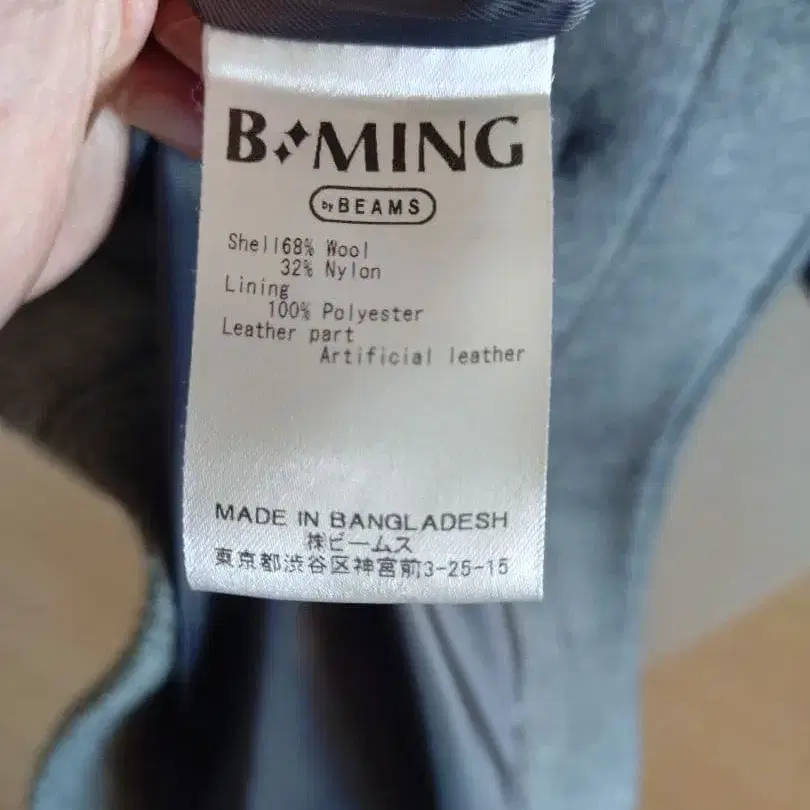 B MING
by BEAMS
Shell68% Wool
32% Nylon
Lining
100% Polyester
Leather part
Artificial leather
MADE IN BANGLADESH
㈱ビームス
東京都渋谷区神宮前3-25-15